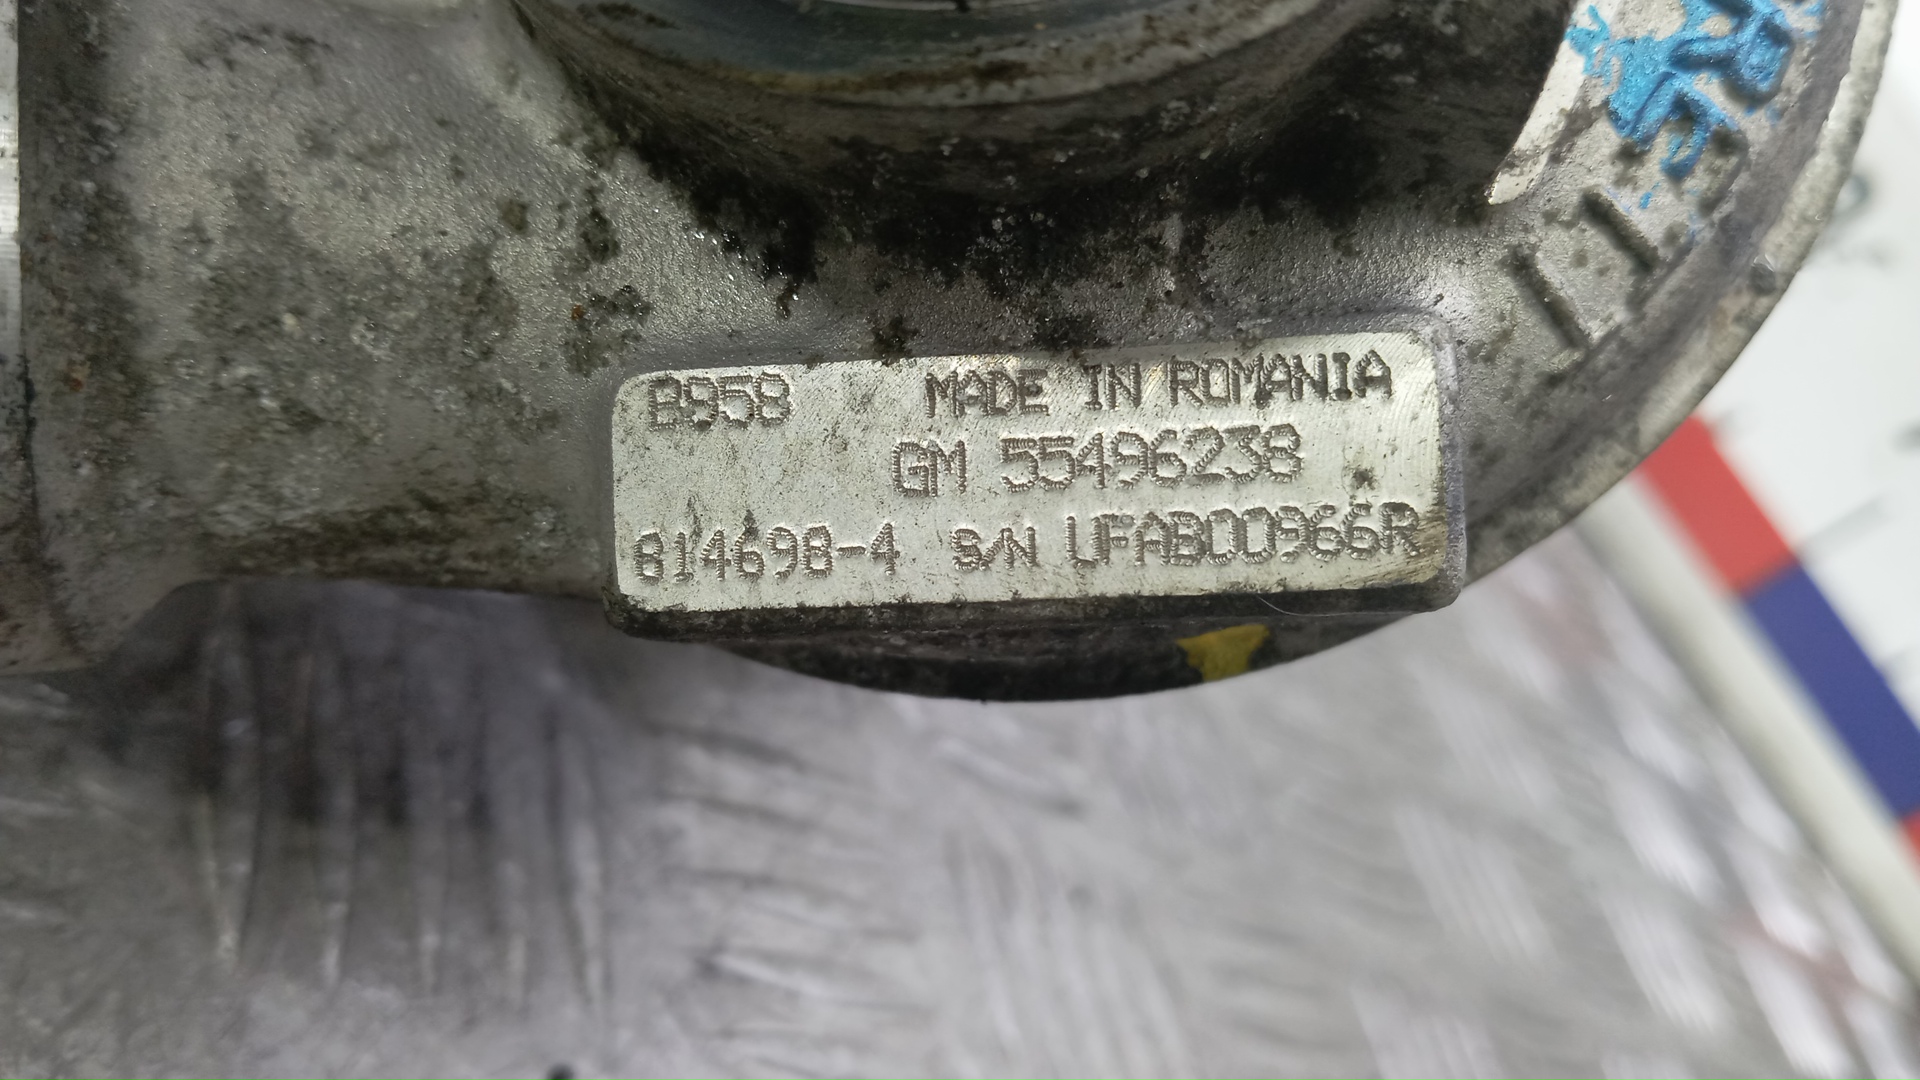 B958 MADE IN ROMANIA
GM 55496238
814698-4 S/N UFAB00966R